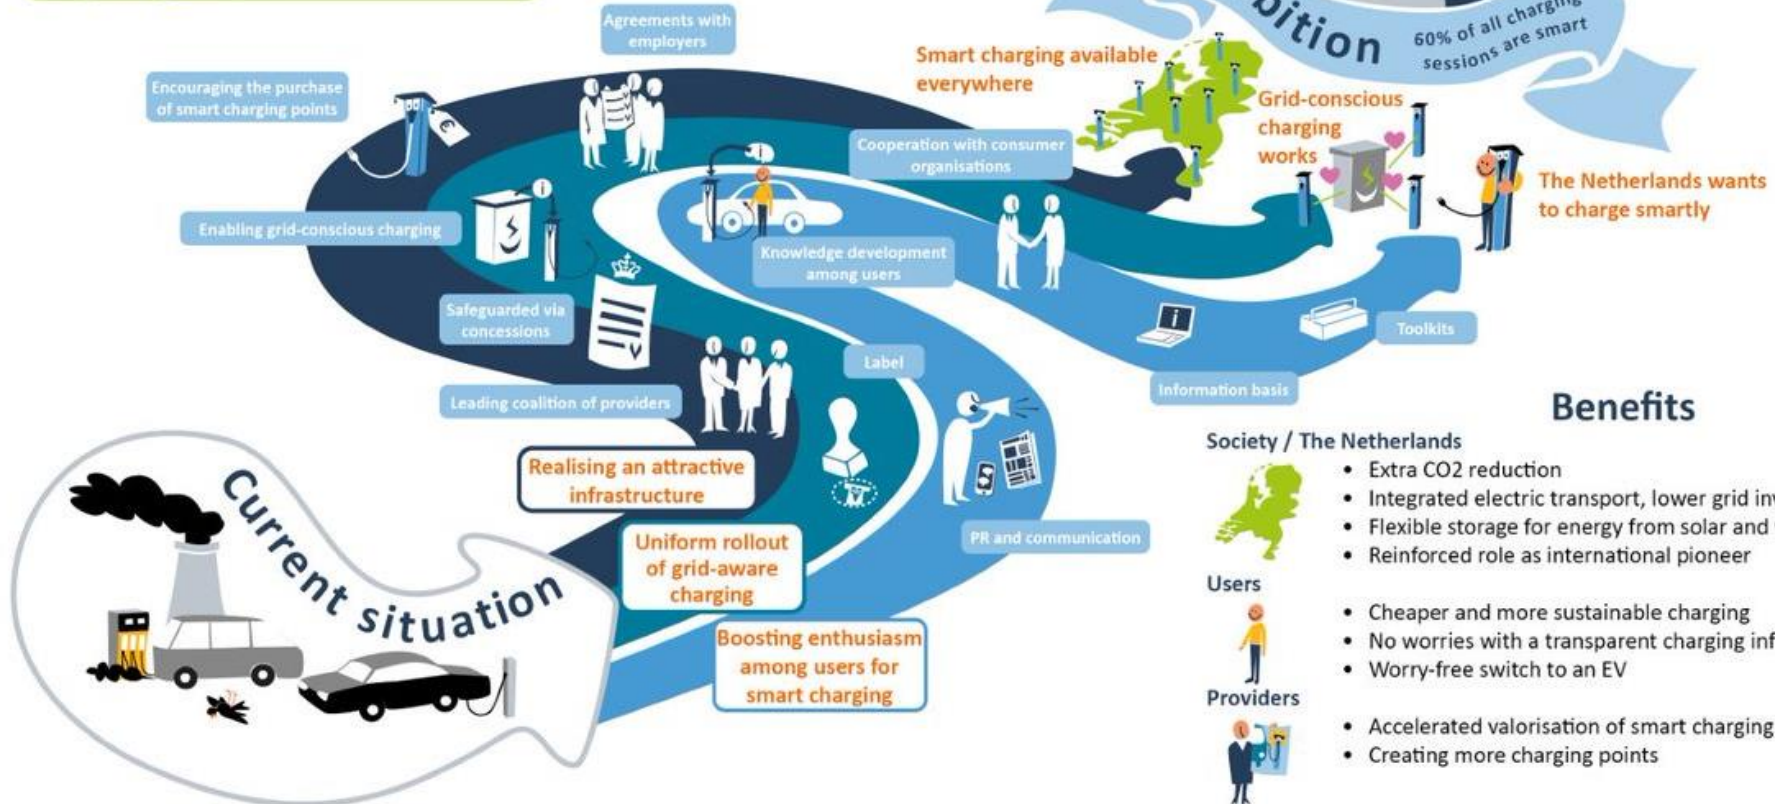 Agreements with
employers
60% of all charging
sessions are smart
Smart charging available
everywhere
Encouraging the purchase
of smart charging points
Grid-conscious
charging
works
Cooperation with consumer
organisations
The Netherlands wants
to charge smartly
Enabling grid-conscious charging
Knowledge development
among users
Safeguarded via
concessions
Toolkits
Label
Information basis
Leading coalition of providers
Realising an attractive
infrastructure
Uniform rollout
of grid-aware
charging
PR and communication
Boosting enthusiasm
among users for
smart charging
Current situation
Benefits
Society / The Netherlands
• Extra CO2 reduction
• Integrated electric transport, lower grid
• Flexible storage for energy from solar and
• Reinforced role as international pioneer
Users
• Cheaper and more sustainable charging
• No worries with a transparent charging
• Worry-free switch to an EV
Providers
• Accelerated valorisation of smart charging
• Creating more charging points